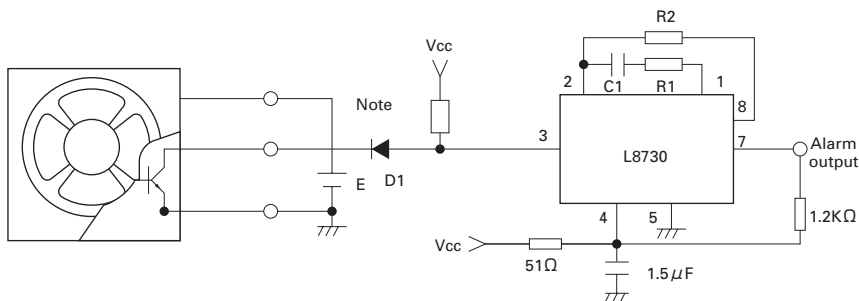 R2
Vcc
2
C1
R1
1
8
Note
3
L8730
7
Alarm
output
E
D1
4
5
1.2KΩ
Vcc
51Ω
1.5μF